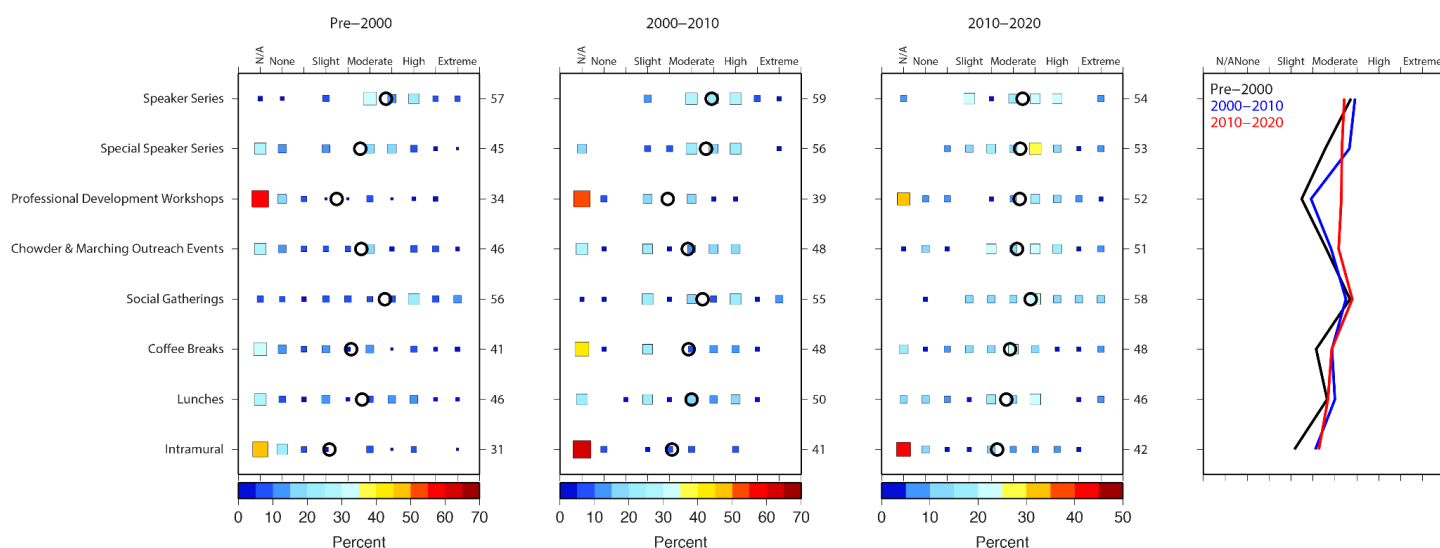 Pre−2000
2000−2010
2010−2020
N/A None Slight Moderate High Extreme
N/A None Slight Moderate High Extreme
N/A None Slight Moderate High Extreme
N/A None Slight Moderate High Extreme
Speaker Series 57 59 54
Special Speaker Series 45 56 53
Professional Development Workshops 34 39 52
Chowder & Marching Outreach Events 46 48 51
Social Gatherings 56 55 58
Coffee Breaks 41 48 48
Lunches 46 50 46
Intramural 31 41 42
Pre−2000
2000−2010
2010−2020
0 10 20 30 40 50 60 70
0 10 20 30 40 50 60 70
0 10 20 30 40 50
Percent
Percent
Percent